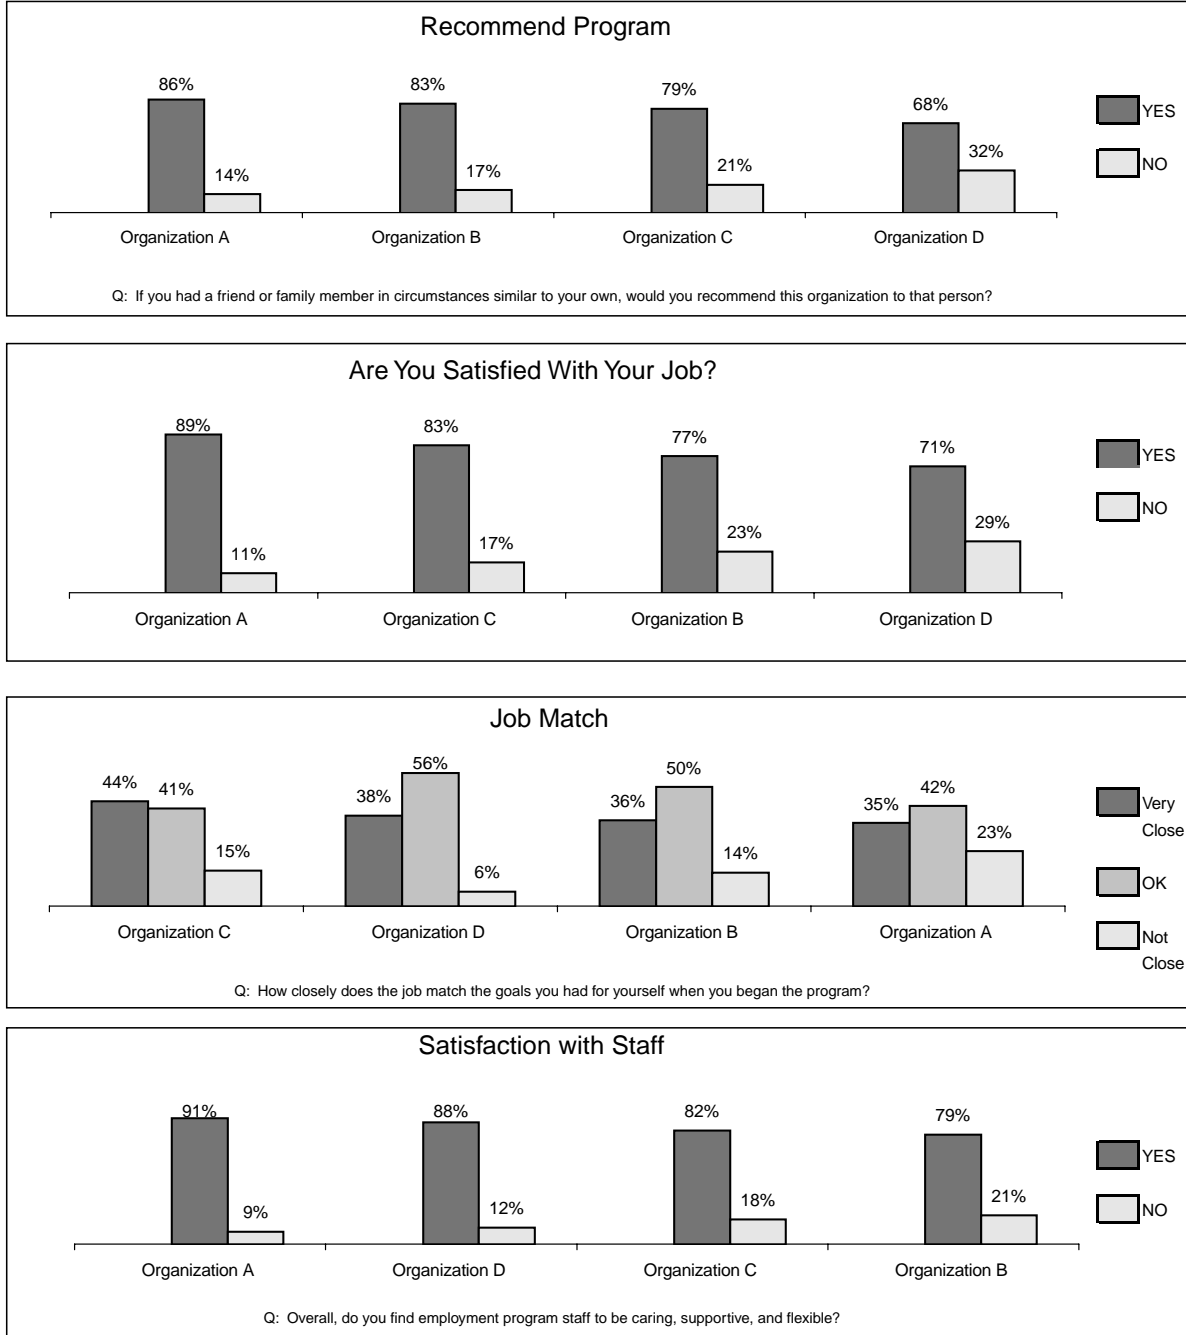 Recommend Program
86%
14%
83%
17%
79%
21%
68%
32%
YES
NO
Organization A
Organization B
Organization C
Organization D
Q: If you had a friend or family member in circumstances similar to your own, would you recommend this organization to that person?
Are You Satisfied With Your Job?
89%
11%
83%
17%
77%
23%
71%
29%
YES
NO
Organization A
Organization C
Organization B
Organization D
Job Match
44%
41%
15%
38%
56%
6%
36%
50%
14%
35%
42%
23%
Very
Close
OK
Not
Close
Organization C
Organization D
Organization B
Organization A
Q: How closely does the job match the goals you had for yourself when you began the program?
Satisfaction with Staff
91%
9%
88%
12%
82%
18%
79%
21%
YES
NO
Organization A
Organization D
Organization C
Organization B
Q: Overall, do you find employment program staff to be caring, supportive, and flexible?